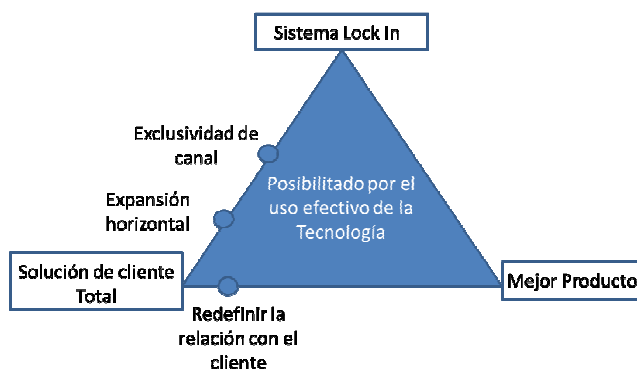 Sistema Lock In
Exclusividad de
canal
Posibilitado por el
uso efectivo de la
Tecnología
Expansión
horizontal
Solución de cliente
Total
Mejor Producto
Redefinir la
relación con el
cliente